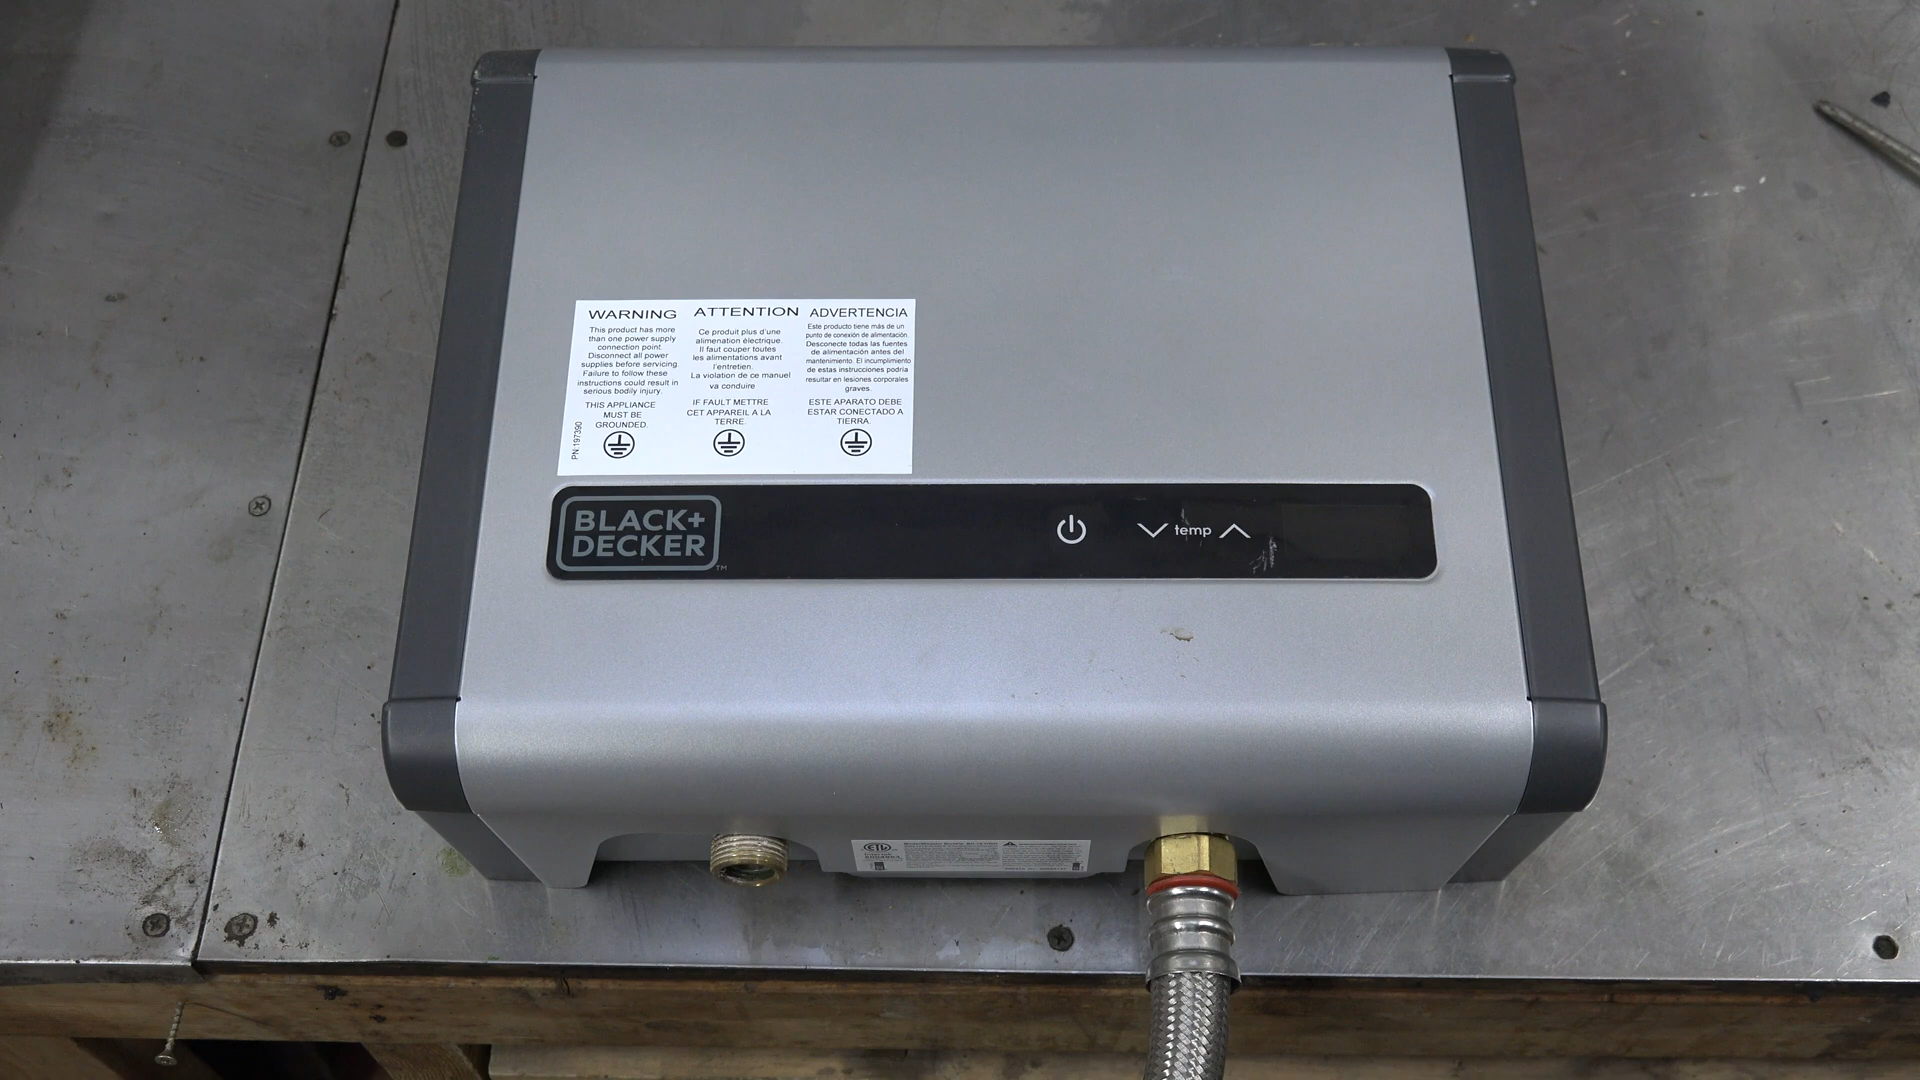 WARNING
This product has more
than one power supply
connection point.
Disconnect all power
supplies before servicing.
Failure to follow these
instructions could result in
serious bodily injury.
THIS APPLIANCE
MUST BE
GROUNDED.
PN:197390
ATTENTION
Ce produit plus d'une
alimenation électrique.
Il faut couper toutes
les alimentations avant
l'entretien.
La violation de ce manuel
va conduire
IF FAULT METTRE
CET APPAREIL A LA
TERRE.
ADVERTENCIA
Este producto tiene más de un
punto de conexión de alimentación.
Desconecte todas las fuentes
de alimentación antes del
mantenimiento. El incumplimiento
de estas instrucciones podría
resultar en lesiones corporales
graves.
ESTE APARATO DEBE
ESTAR CONECTADO A
TIERRA.
BLACK+
DECKER
TM
temp
ETL